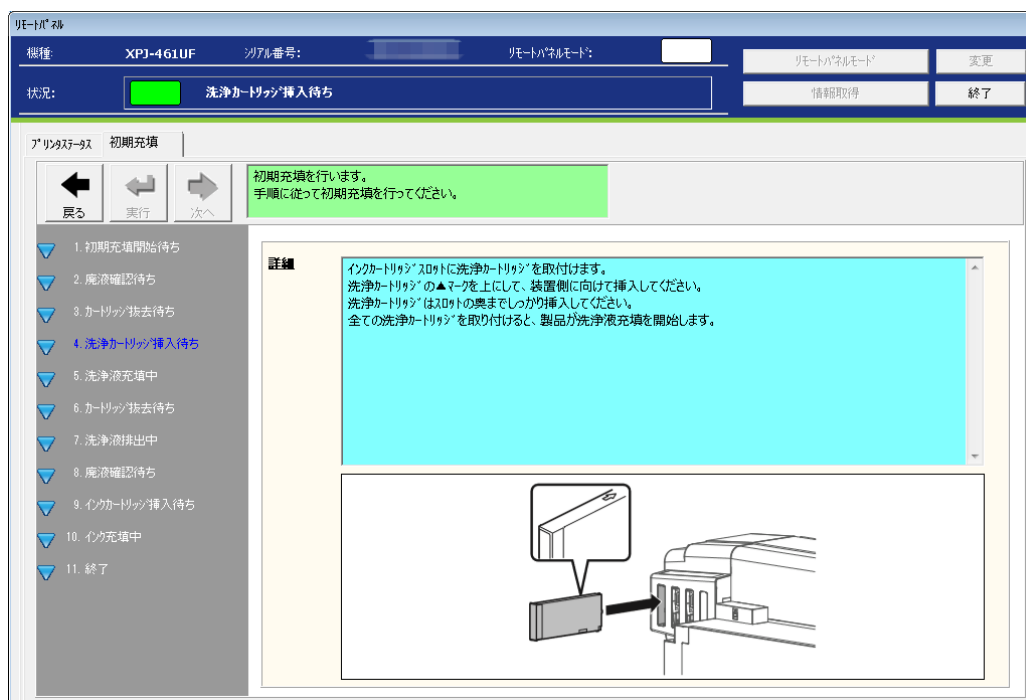 リモートパネル
機種: XPJ-461UF シリアル番号: リモートパネルモード:
リモートパネルモード 変更
状況: 洗浄カートリッジ挿入待ち
情報取得 終了
プリンタステータス 初期充填
戻る 実行 次へ
初期充填を行います。
手順に従って初期充填を行ってください。
1. 初期充填開始待ち
2. 廃液確認待ち
3. カートリッジ抜去待ち
4. 洗浄カートリッジ挿入待ち
5. 洗浄液充填中
6. カートリッジ抜去待ち
7. 洗浄液排出中
8. 廃液確認待ち
9. インクカートリッジ挿入待ち
10. インク充填中
11. 終了
詳細
インクカートリッジスロットに洗浄カートリッジを取付けます。
洗浄カートリッジの▲マークを上にして、装置側に向けて挿入してください。
洗浄カートリッジはスロットの奥までしっかり挿入してください。
全ての洗浄カートリッジを取り付けると、製品が洗浄液充填を開始します。